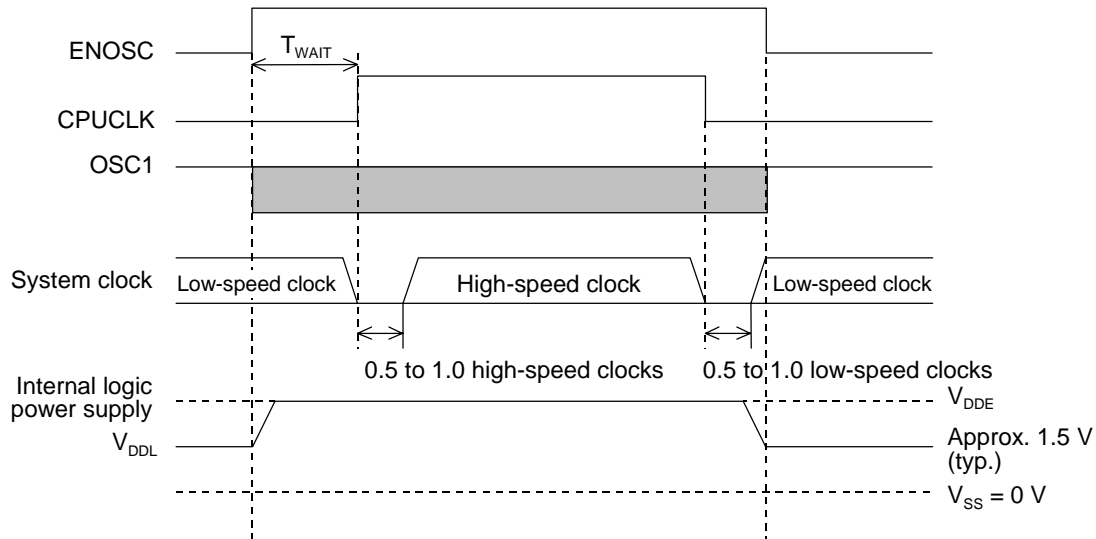 ENOSC
TWAIT
CPUCLK
OSC1
System clock
Low-speed clock
High-speed clock
Low-speed clock
0.5 to 1.0 high-speed clocks
0.5 to 1.0 low-speed clocks
Internal logic
power supply
VDDE
VDDL
Approx. 1.5 V
(typ.)
VSS = 0 V